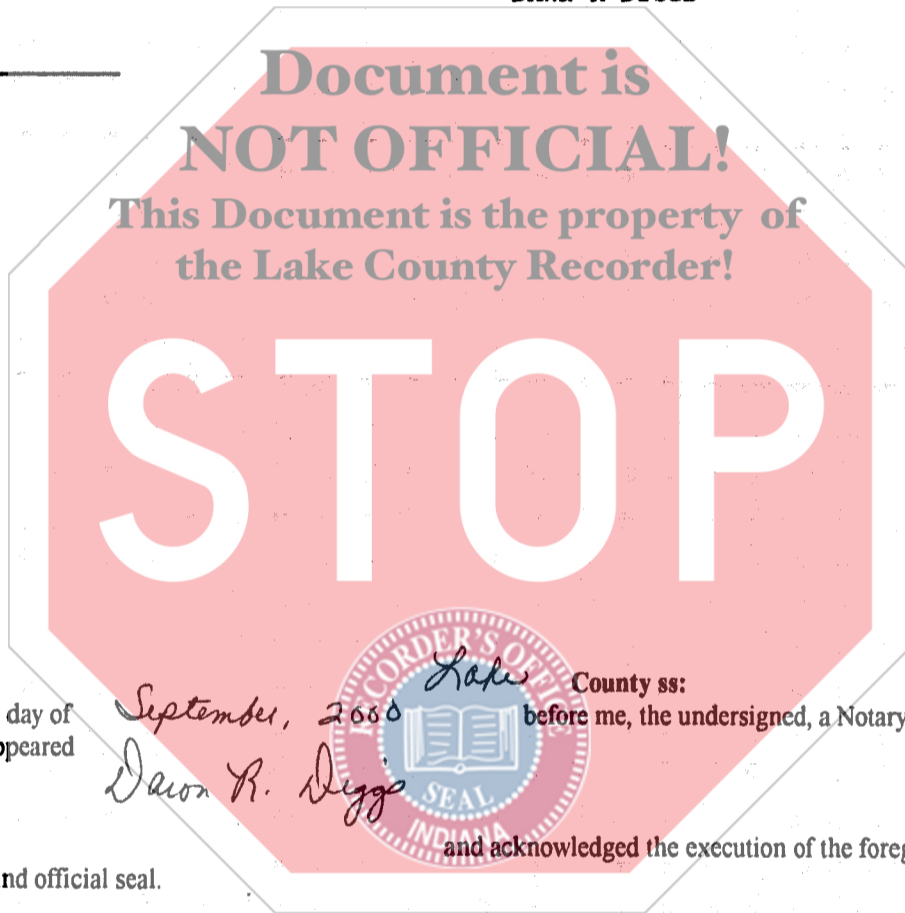 Document is
NOT OFFICIAL!
This Document is the property of
the Lake County Recorder!
STOP
RECORDER'S OFFICE
Lake County ss:
day of September, 2000 before me, the undersigned, a Notary
ppeared
R. Diggs
SEAL
INDIANA
and acknowledged the execution of the foreg
nd official seal.